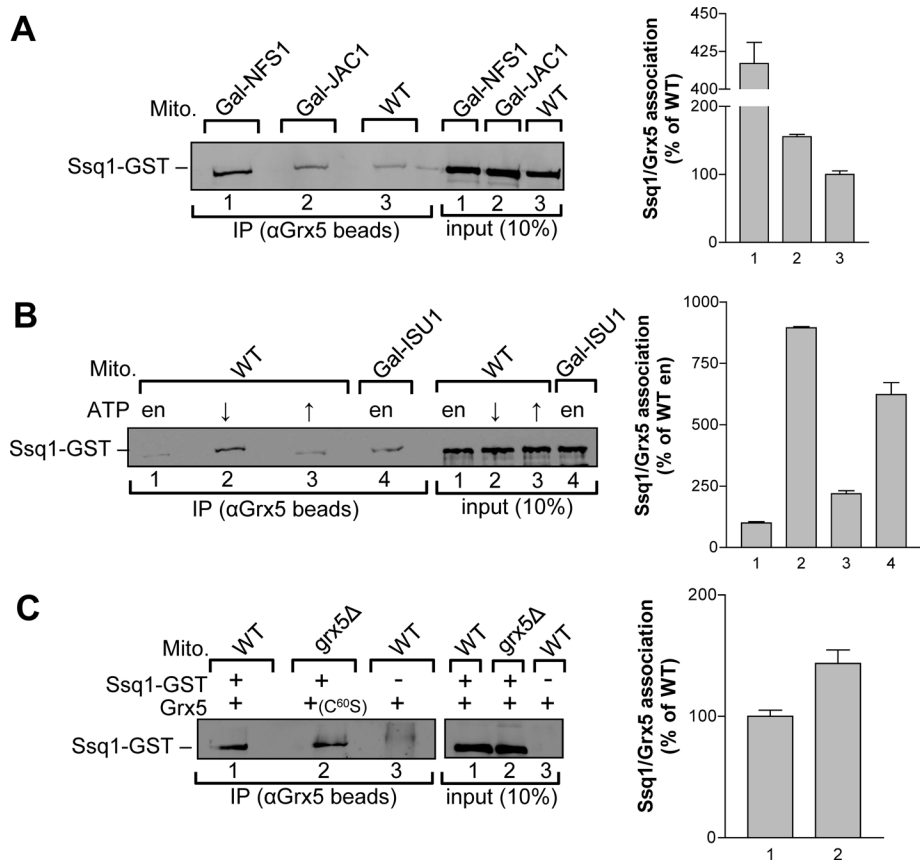 A
Mito.
Gal-NFS1 Gal-JAC1 WT Gal-NFS1 Gal-JAC1 WT
Ssq1-GST –
1 2 3 1 2 3
IP (αGrx5 beads) input (10%)
Ssq1/Grx5 association
(% of WT)
450
425
400
200
100
0
1 2 3
B
Mito.
WT Gal-ISU1 WT Gal-ISU1
ATP en ↓ ↑ en en ↓ ↑ en
Ssq1-GST –
1 2 3 4 1 2 3 4
IP (αGrx5 beads) input (10%)
Ssq1/Grx5 association
(% of WT en)
1000
750
500
250
0
1 2 3 4
C
Mito.
WT grx5Δ WT WT grx5Δ WT
Ssq1-GST + + - + + -
Grx5 + +(C⁶⁰S) + + + +
Ssq1-GST –
1 2 3 1 2 3
IP (αGrx5 beads) input (10%)
Ssq1/Grx5 association
(% of WT)
200
100
0
1 2